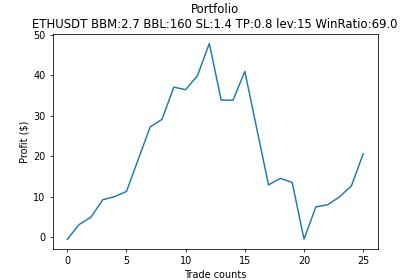 Portfolio
ETHUSDT BBM:2.7 BBL:160 SL:1.4 TP:0.8 lev:15 WinRatio:69.0
50
40
30
20
10
0
Profit ($)
0 5 10 15 20 25
Trade counts